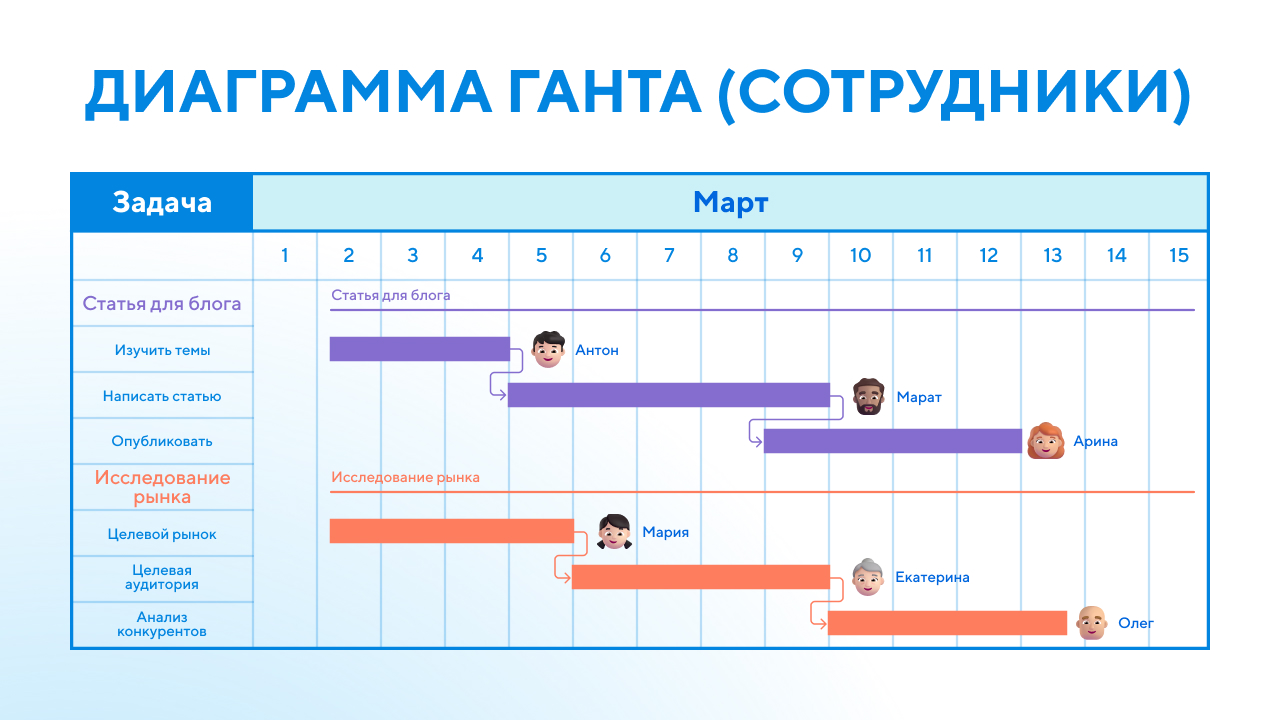 ДИАГРАММА ГАНТА (СОТРУДНИКИ)
Задача
Март
1 2 3 4 5 6 7 8 9 10 11 12 13 14 15
Статья для блога
Статья для блога
Изучить темы
Антон
Написать статью
Марат
Опубликовать
Арина
Исследование
рынка
Исследование рынка
Целевой рынок
Мария
Целевая
аудитория
Екатерина
Анализ
конкурентов
Олег